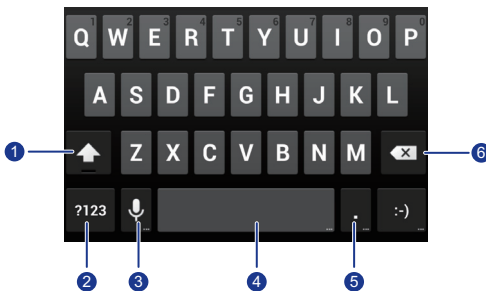 1 2 3 4 5 6 7 8 9 0
Q W E R T Y U I O P
A S D F G H J K L
1 Z X C V B N M 6
?123 . :-)
2 3 4 5